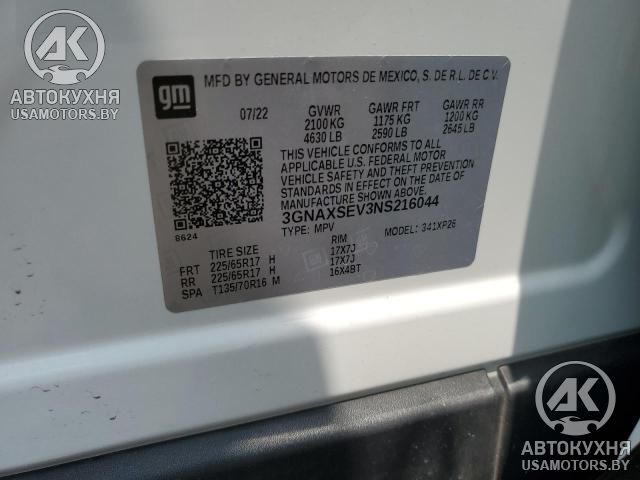 AK
АВТОКУХНЯ
USAMOTORS.BY
gm
MFD BY GENERAL MOTORS DE MEXICO, S. DE R.L. DE C.V.
07/22 GVWR GAWR FRT GAWR RR
2100 KG 1175 KG 1200 KG
4630 LB 2590 LB 2645 LB
THIS VEHICLE CONFORMS TO ALL
APPLICABLE U.S. FEDERAL MOTOR
VEHICLE SAFETY AND THEFT PREVENTION
STANDARDS IN EFFECT ON THE DATE OF
MANUFACTURE SHOWN ABOVE.
3GNAXSEV3NS216044
TYPE: MPV MODEL: 341XP26
8624
TIRE SIZE RIM
FRT 225/65R17 H 17X7J
RR 225/65R17 H 17X7J
SPA T135/70R16 M 16X4BT
AK
АВТОКУХНЯ
USAMOTORS.BY